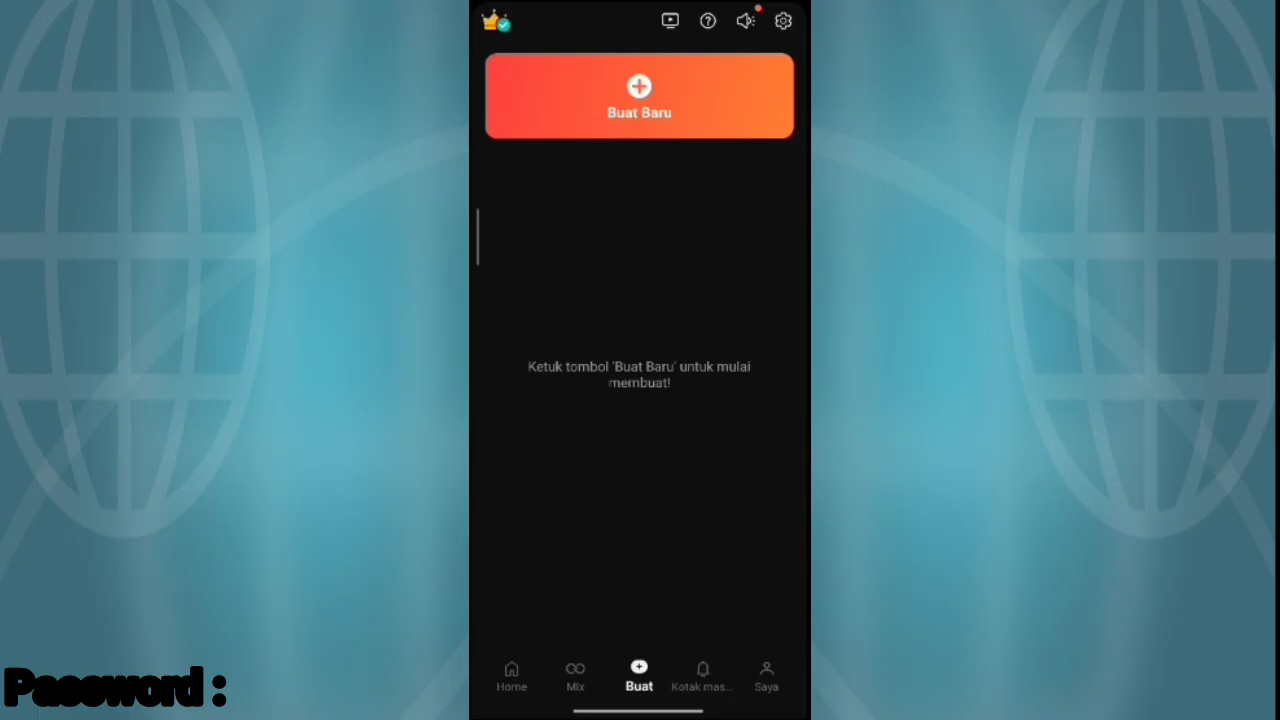 Buat Baru
Ketuk tombol 'Buat Baru' untuk mulai
membuat!
Home
Mix
Buat
Kotak mas...
Saya
Password :